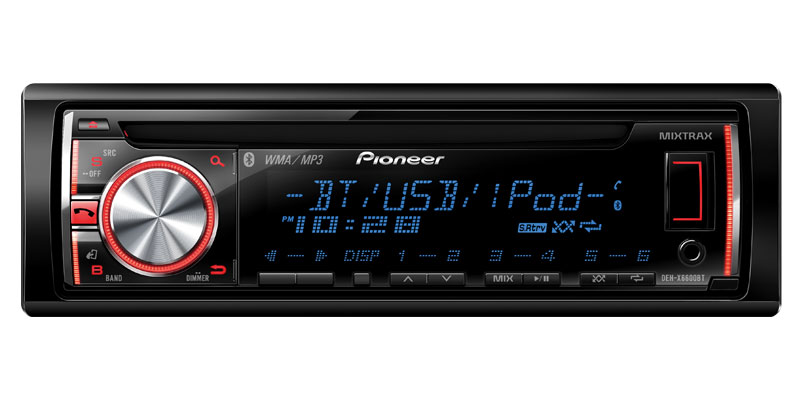 MIXTRAX
SRC
OFF
WMA/MP3
Pioneer
-BT/USB/iPod-
PM 10:28
S.Rtrv
DISP 1 2 3 4 5 6
B
BAND
DIMMER
MIX
DEH-X6600BT